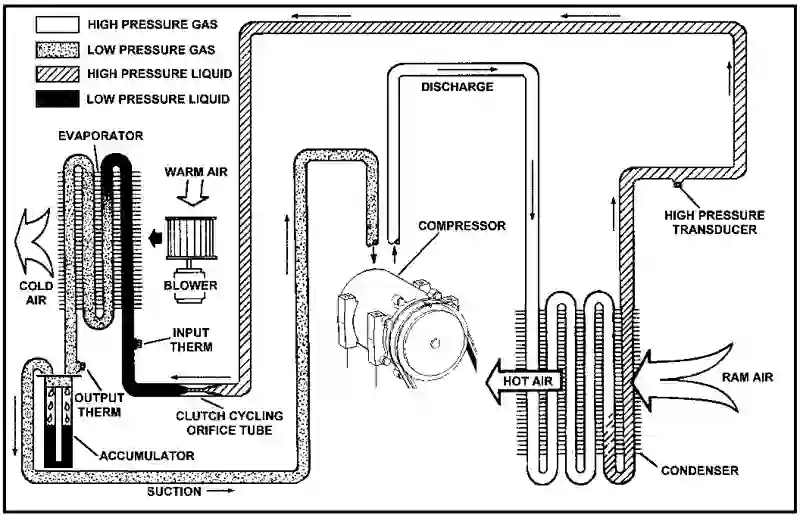 HIGH PRESSURE GAS
LOW PRESSURE GAS
HIGH PRESSURE LIQUID
LOW PRESSURE LIQUID
DISCHARGE
EVAPORATOR
WARM AIR
COMPRESSOR
HIGH PRESSURE
TRANSDUCER
COLD
AIR
BLOWER
INPUT
THERM
OUTPUT
THERM
CLUTCH CYCLING
ORIFICE TUBE
HOT AIR
RAM AIR
ACCUMULATOR
CONDENSER
SUCTION